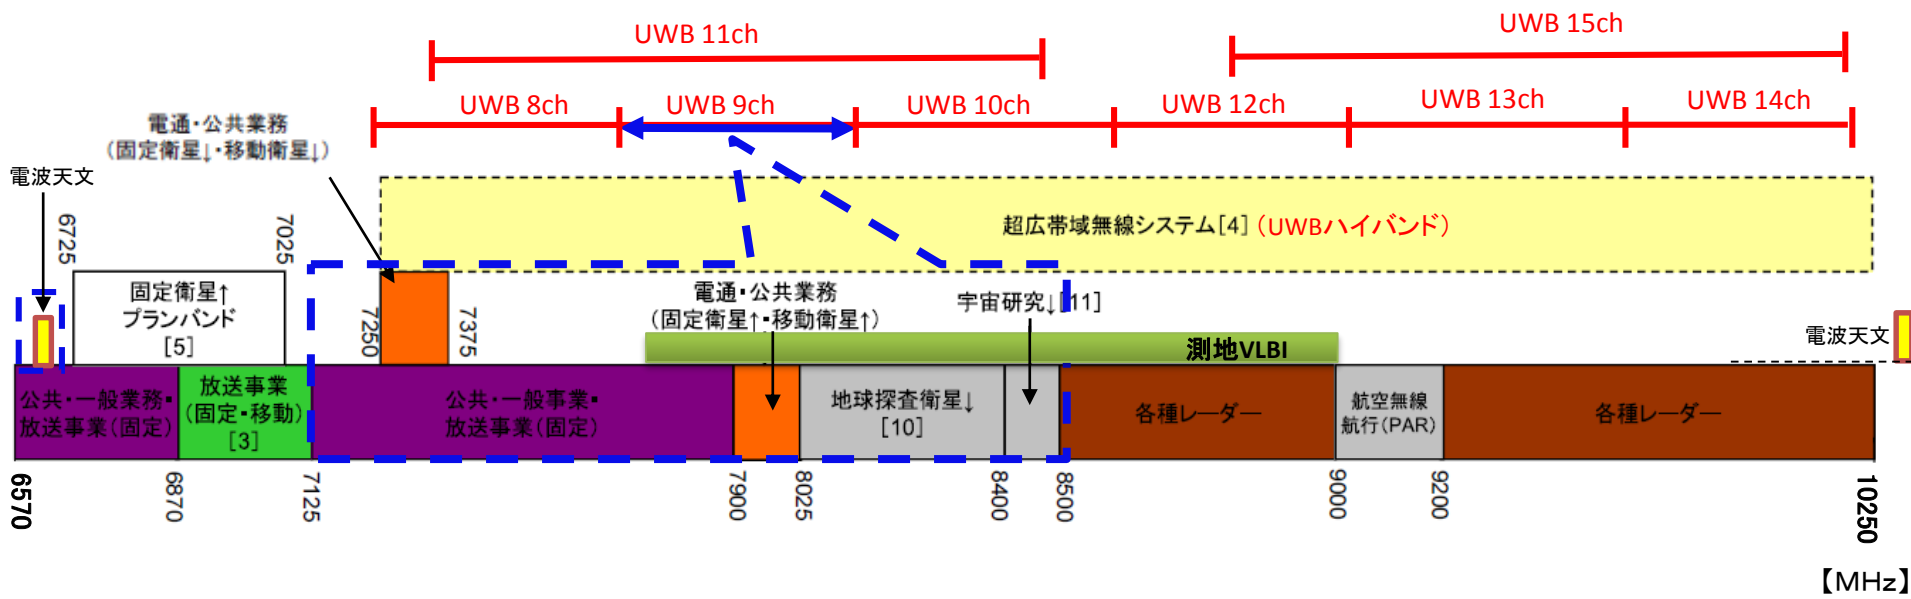 UWB 11ch
UWB 15ch
UWB 8ch
UWB 9ch
UWB 10ch
UWB 12ch
UWB 13ch
UWB 14ch
電通・公共業務
(固定衛星↓・移動衛星↓)
電波天文
6725
7025
超広帯域無線システム[4] (UWBハイバンド)
固定衛星↑
プランバンド
[5]
7250
7375
電通・公共業務
(固定衛星↑・移動衛星↑)
宇宙研究↓[11]
測地VLBI
電波天文
公共・一般業務・
放送事業(固定)
放送事業
(固定・移動)
[3]
公共・一般事業・
放送事業(固定)
地球探査衛星↓
[10]
各種レーダー
航空無線
航行(PAR)
各種レーダー
6570
6870
7125
7900
8025
8400
8500
9000
9200
10250
【MHz】